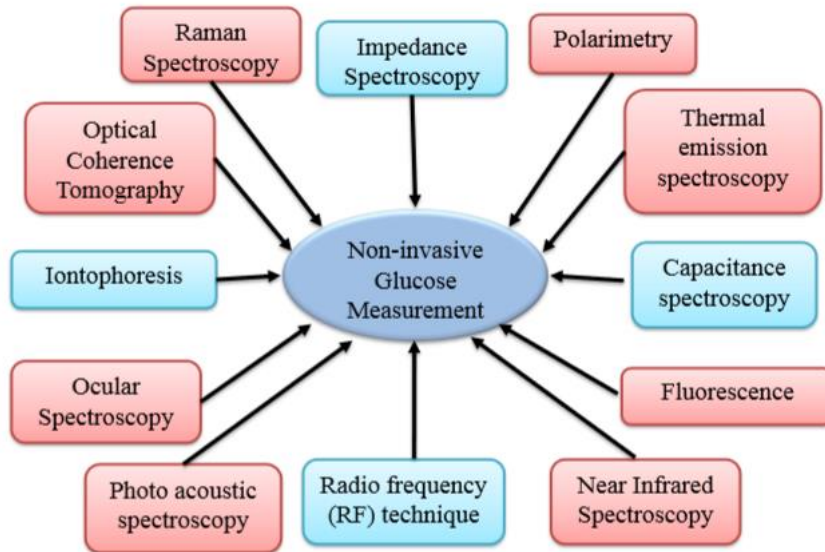 Raman
Spectroscopy
Impedance
Spectroscopy
Polarimetry
Optical
Coherence
Tomography
Thermal
emission
spectroscopy
Non-invasive
Glucose
Measurement
Iontophoresis
Capacitance
spectroscopy
Ocular
Spectroscopy
Fluorescence
Photo acoustic
spectroscopy
Radio frequency
(RF) technique
Near Infrared
Spectroscopy